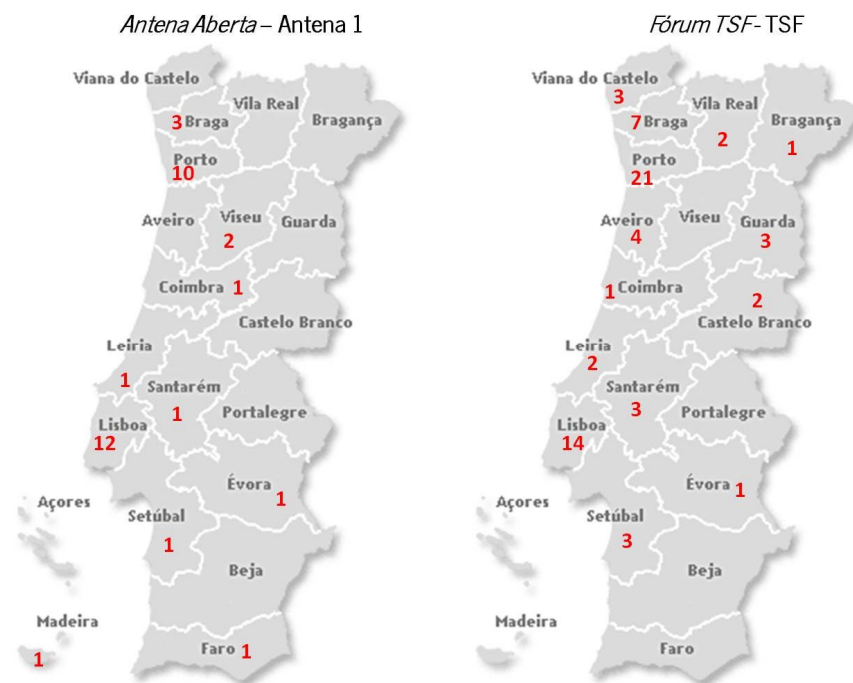 Antena Aberta – Antena 1
Viana do Castelo
Vila Real
Bragança
3 Braga
Porto
10
Aveiro
Viseu
Guarda
2
Coimbra 1
Castelo Branco
Leiria
1
Santarém
1
Portalegre
Lisboa
12
Évora
1
Açores
Setúbal
1
Beja
Madeira
1
Faro 1
Fórum TSF- TSF
Viana do Castelo
3
Vila Real
2
Bragança
1
7 Braga
Porto
21
Aveiro
4
Viseu
Guarda
3
1 Coimbra
2
Castelo Branco
Leiria
2
Santarém
3
Portalegre
Lisboa
14
Évora 1
Açores
Setúbal
3
Beja
Madeira
Faro